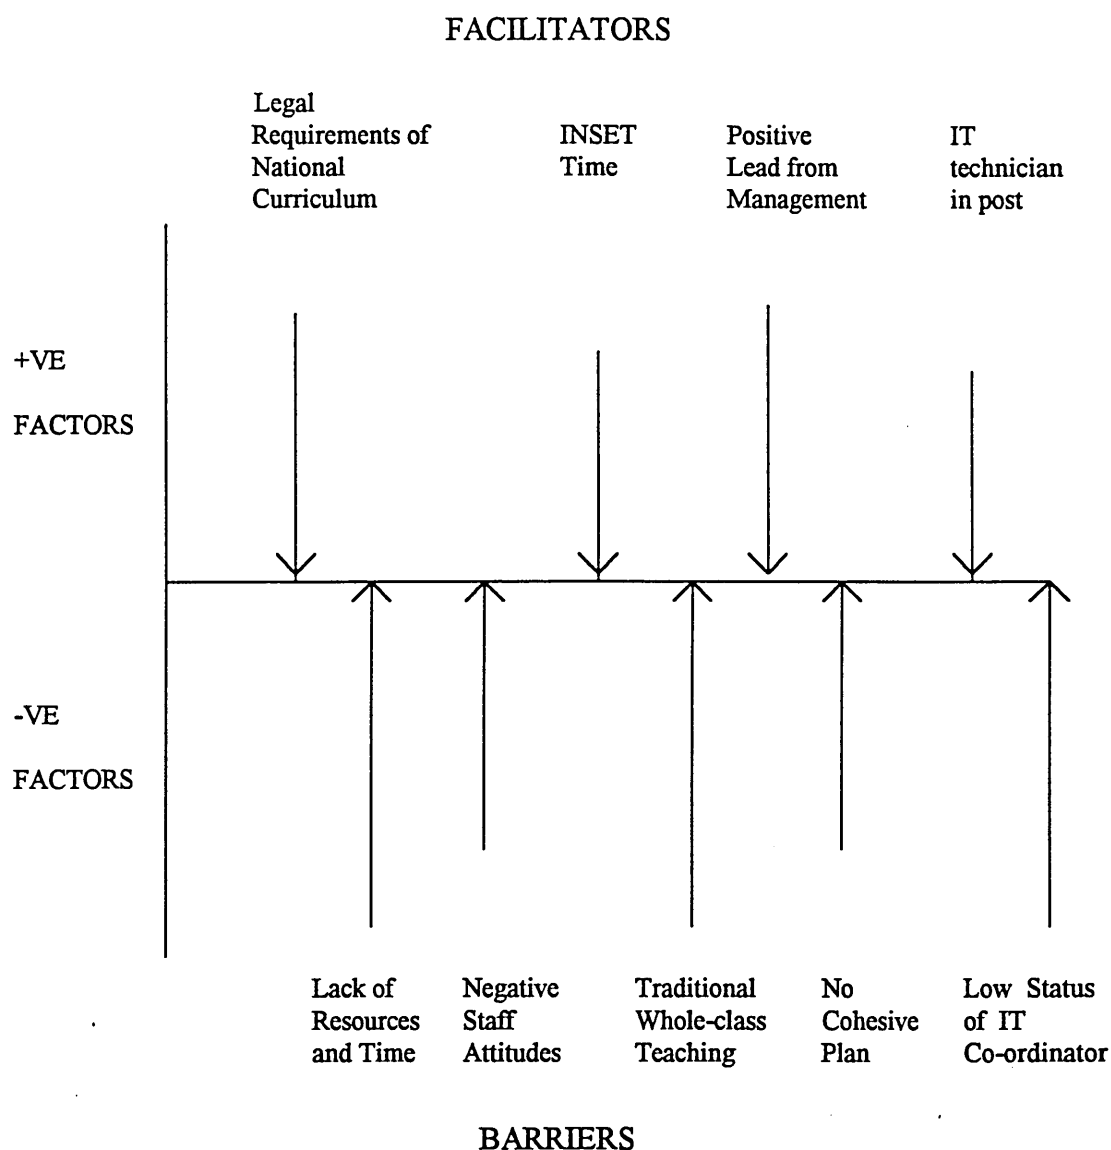 FACILITATORS
Legal
Requirements of
National
Curriculum
INSET
Time
Positive
Lead from
Management
IT
technician
in post
+VE
FACTORS
-VE
FACTORS
Lack of
Resources
and Time
Negative
Staff
Attitudes
Traditional
Whole-class
Teaching
No
Cohesive
Plan
Low Status
of IT
Co-ordinator
BARRIERS